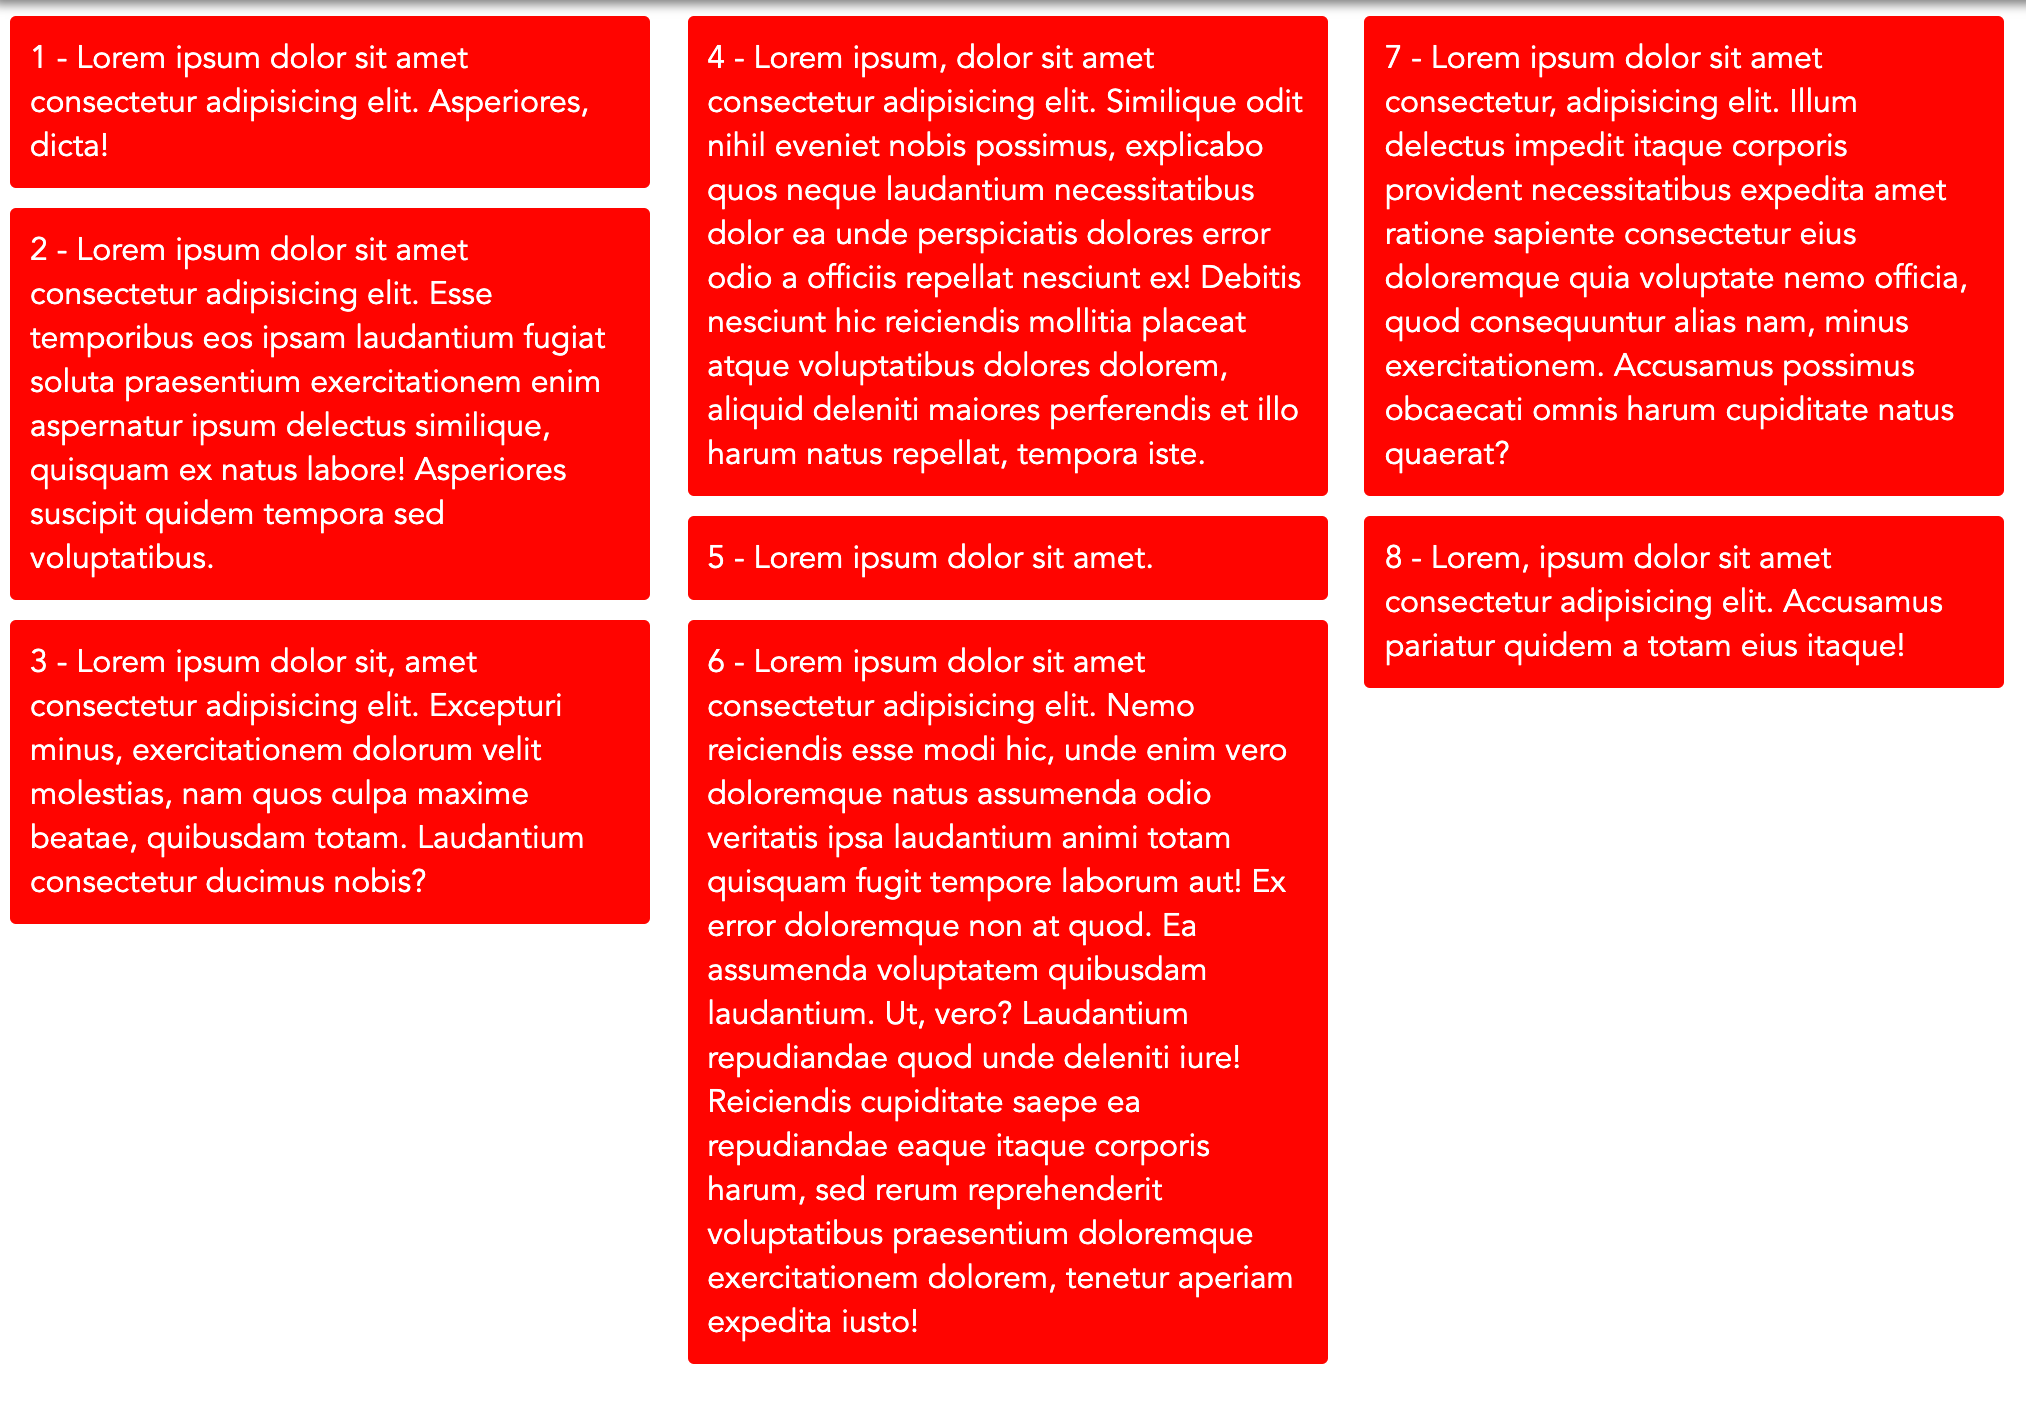 1 - Lorem ipsum dolor sit amet
consectetur adipisicing elit. Asperiores,
dicta!
2 - Lorem ipsum dolor sit amet
consectetur adipisicing elit. Esse
temporibus eos ipsam laudantium fugiat
soluta praesentium exercitationem enim
aspernatur ipsum delectus similique,
quisquam ex natus labore! Asperiores
suscipit quidem tempora sed
voluptatibus.
3 - Lorem ipsum dolor sit, amet
consectetur adipisicing elit. Excepturi
minus, exercitationem dolorum velit
molestias, nam quos culpa maxime
beatae, quibusdam totam. Laudantium
consectetur ducimus nobis?
4 - Lorem ipsum, dolor sit amet
consectetur adipisicing elit. Similique odit
nihil eveniet nobis possimus, explicabo
quos neque laudantium necessitatibus
dolor ea unde perspiciatis dolores error
odio a officiis repellat nesciunt ex! Debitis
nesciunt hic reiciendis mollitia placeat
atque voluptatibus dolores dolorem,
aliquid deleniti maiores perferendis et illo
harum natus repellat, tempora iste.
5 - Lorem ipsum dolor sit amet.
6 - Lorem ipsum dolor sit amet
consectetur adipisicing elit. Nemo
reiciendis esse modi hic, unde enim vero
doloremque natus assumenda odio
veritatis ipsa laudantium animi totam
quisquam fugit tempore laborum aut! Ex
error doloremque non at quod. Ea
assumenda voluptatem quibusdam
laudantium. Ut, vero? Laudantium
repudiandae quod unde deleniti iure!
Reiciendis cupiditate saepe ea
repudiandae eaque itaque corporis
harum, sed rerum reprehenderit
voluptatibus praesentium doloremque
exercitationem dolorem, tenetur aperiam
expedita iusto!
7 - Lorem ipsum dolor sit amet
consectetur, adipisicing elit. Illum
delectus impedit itaque corporis
provident necessitatibus expedita amet
ratione sapiente consectetur eius
doloremque quia voluptate nemo officia,
quod consequuntur alias nam, minus
exercitationem. Accusamus possimus
obcaecati omnis harum cupiditate natus
quaerat?
8 - Lorem, ipsum dolor sit amet
consectetur adipisicing elit. Accusamus
pariatur quidem a totam eius itaque!